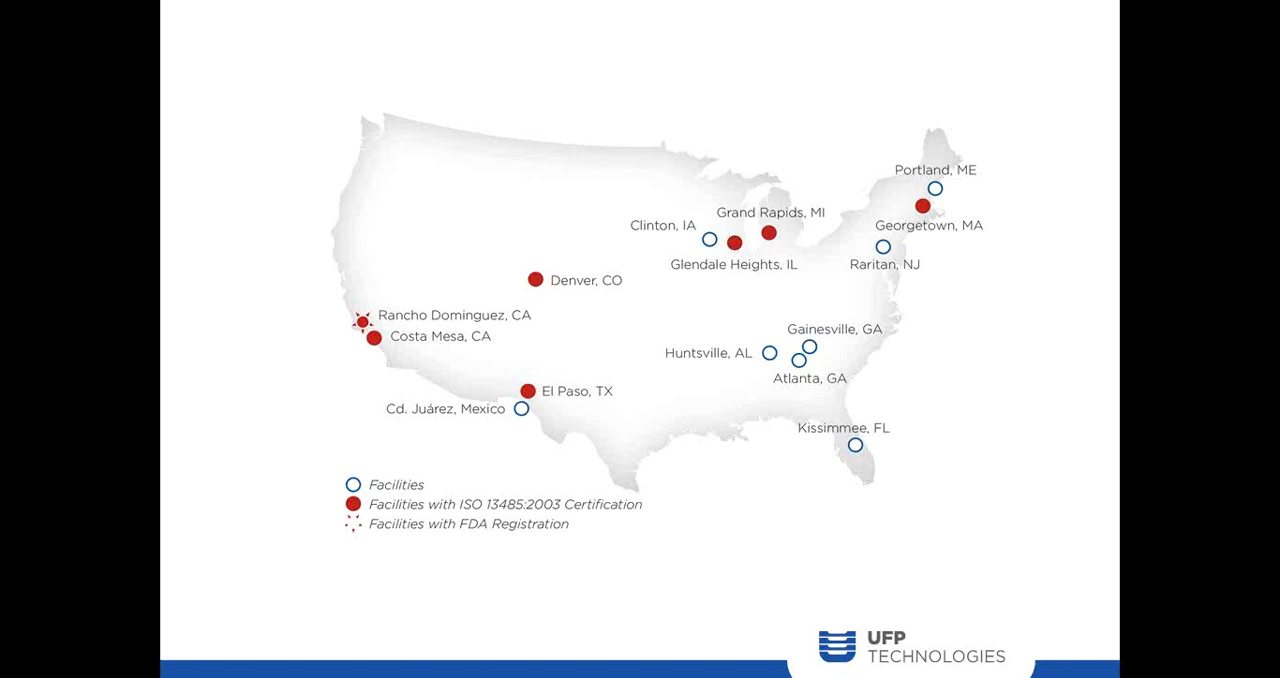 Portland, ME
Grand Rapids, MI
Clinton, IA
Georgetown, MA
Glendale Heights, IL
Raritan, NJ
Denver, CO
Rancho Dominguez, CA
Costa Mesa, CA
Gainesville, GA
Huntsville, AL
Atlanta, GA
El Paso, TX
Cd. Juárez, Mexico
Kissimmee, FL
Facilities
Facilities with ISO 13485:2003 Certification
Facilities with FDA Registration
UFP
TECHNOLOGIES